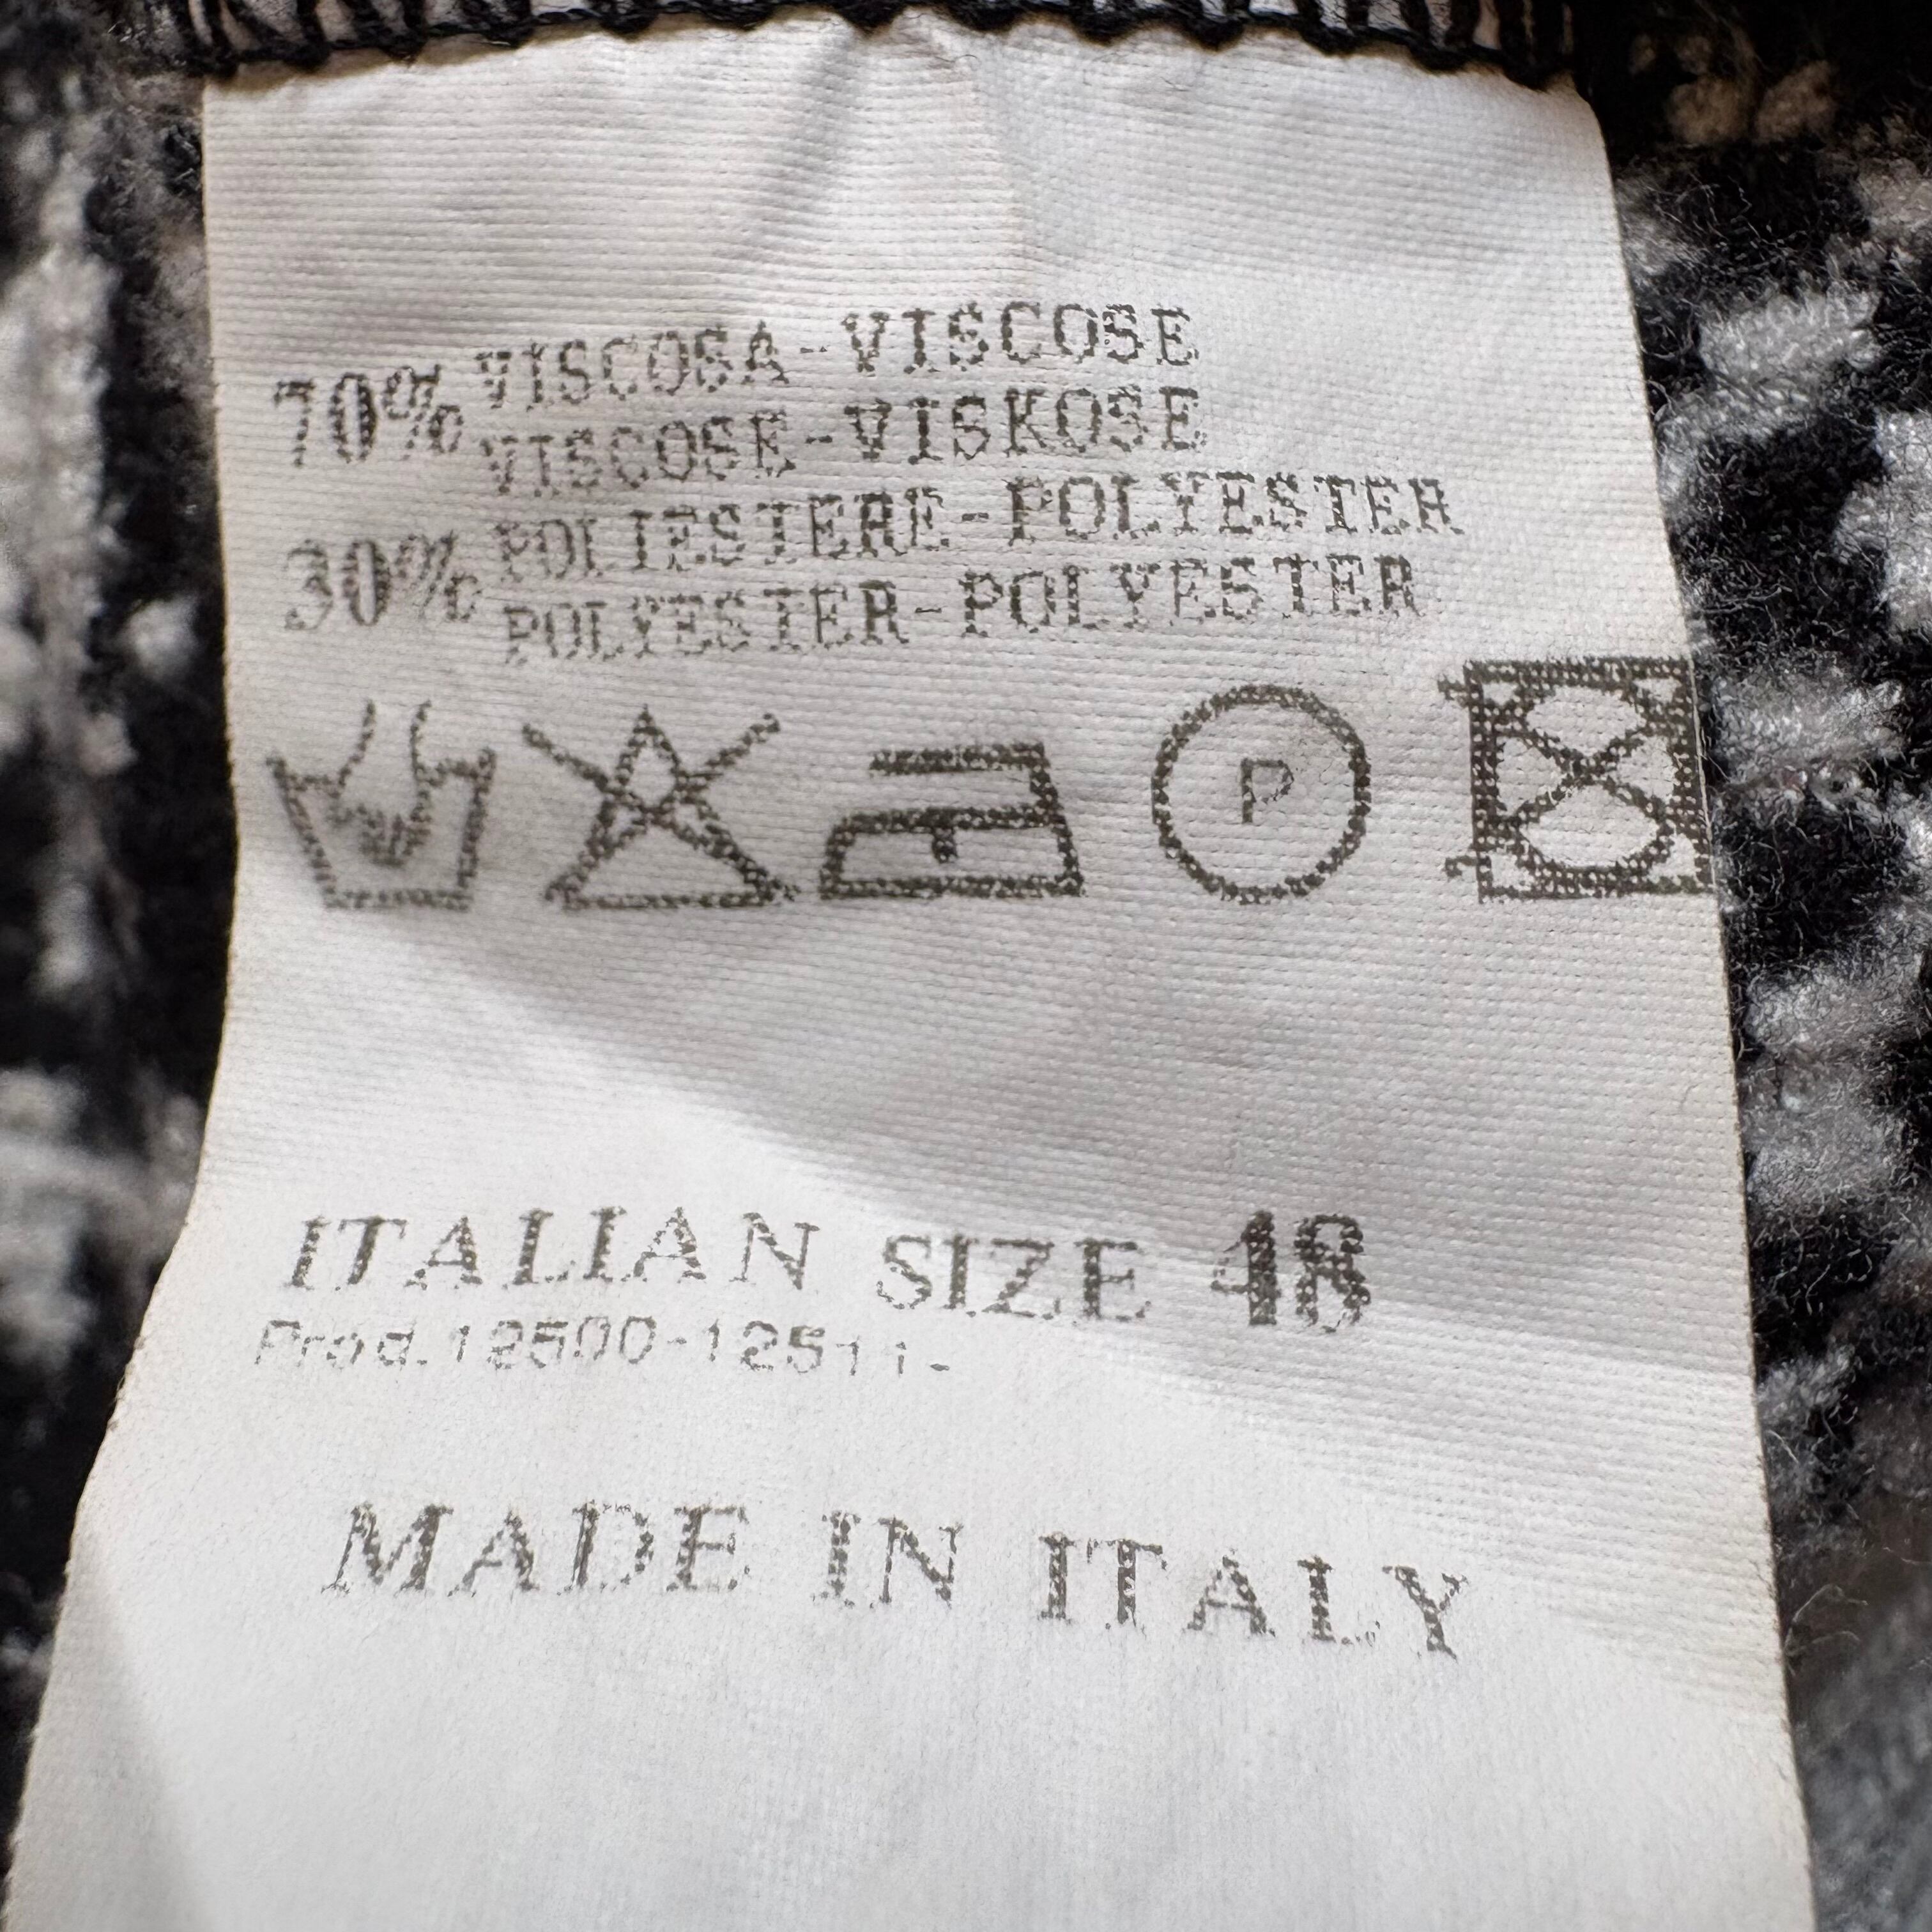 70% VISCOSA-VISCOSE
VISCOSE-VISKOSE
30% POLIESTERE-POLYESTER
POLYESTER-POLYESTER
P
ITALIAN SIZE 48
Prod.12500-12511-
MADE IN ITALY